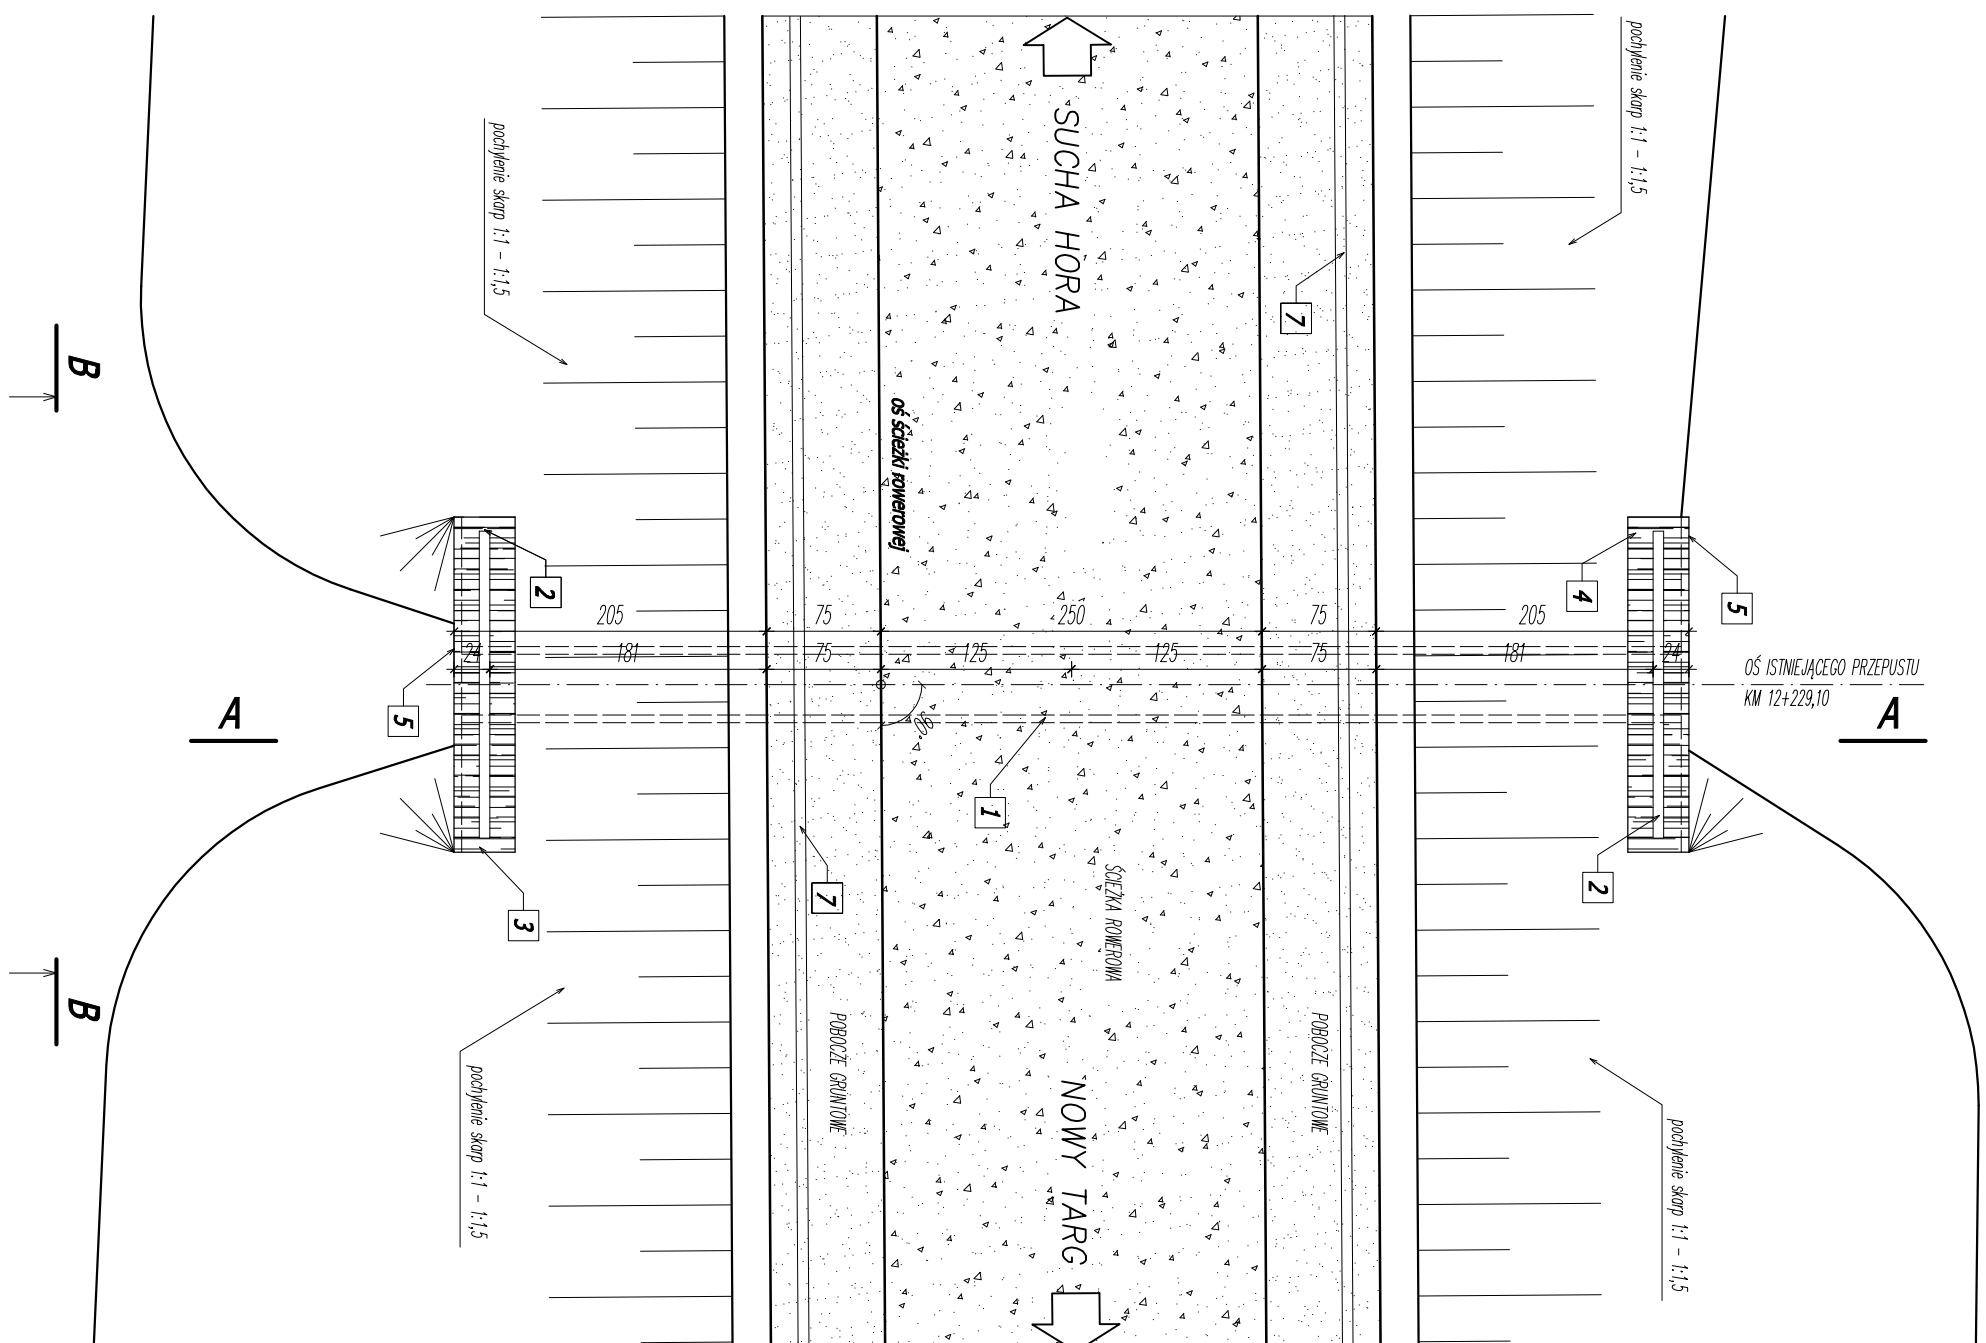 pochylenie skarp 1:1 - 1:1,5
pochylenie skarp 1:1 - 1:1,5
SUCHA HORA
7
B
oś ścieżki rowerowej
2
4
5
205
75
250
75
205
24
181
75
125
125
75
181
24
OŚ ISTNIEJĄCEGO PRZEPUSTU
KM 12+229,10
A
5
90°
A
1
7
2
3
ŚCIEŻKA ROWEROWA
B
POBOCZE GRUNTOWE
POBOCZE GRUNTOWE
NOWY TARG
pochylenie skarp 1:1 - 1:1,5
pochylenie skarp 1:1 - 1:1,5